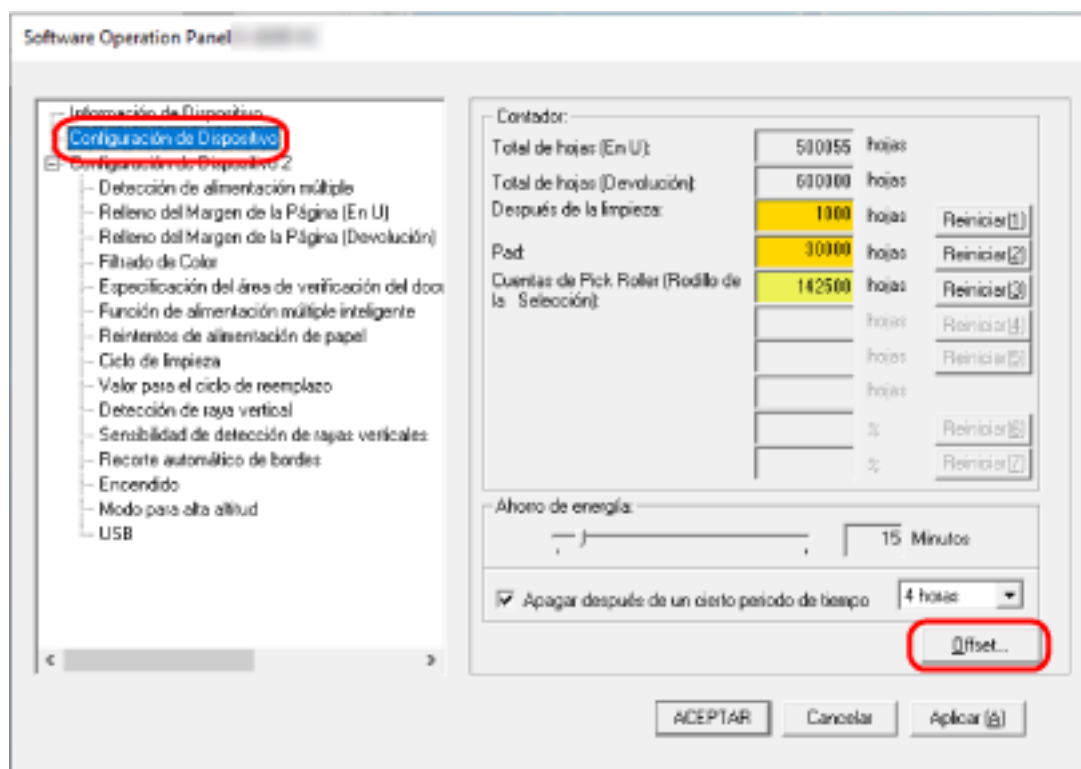 Software Operation Panel
Información de Dispositivo
Configuración de Dispositivo
Configuración de Dispositivo 2
Detección de alimentación múltiple
Relleno del Margen de la Página (En U)
Relleno del Margen de la Página (Devolución)
Filtrado de Color
Especificación del área de verificación del docu
Función de alimentación múltiple inteligente
Reintentos de alimentación de papel
Ciclo de limpieza
Valor para el ciclo de reemplazo
Detección de raya vertical
Sensibilidad de detección de rayas verticales
Recorte automático de bordes
Encendido
Modo para alta altitud
USB
Contador:
Total de hojas (En U): 500055 hojas
Total de hojas (Devolución): 600000 hojas
Después de la limpieza: 1000 hojas Reiniciar(1)
Pad: 30000 hojas Reiniciar(2)
Cuentas de Pick Roller (Rodillo de
la Selección): 142500 hojas Reiniciar(3)
hojas Reiniciar(4)
hojas Reiniciar(5)
hojas
% Reiniciar(6)
% Reiniciar(7)
Ahorro de energía:
15 Minutos
Apagar después de un cierto periodo de tiempo 4 horas
Offset...
ACEPTAR Cancelar Aplicar(A)